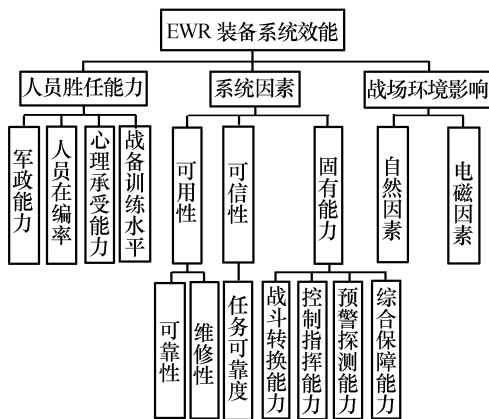 EWR 装备系统效能
人员胜任能力
系统因素
战场环境影响
军政能力
人员在编率
心理承受能力
战备训练水平
可用性
可信性
固有能力
自然因素
电磁因素
可靠性
维修性
任务可靠度
战斗转换能力
控制指挥能力
预警探测能力
综合保障能力